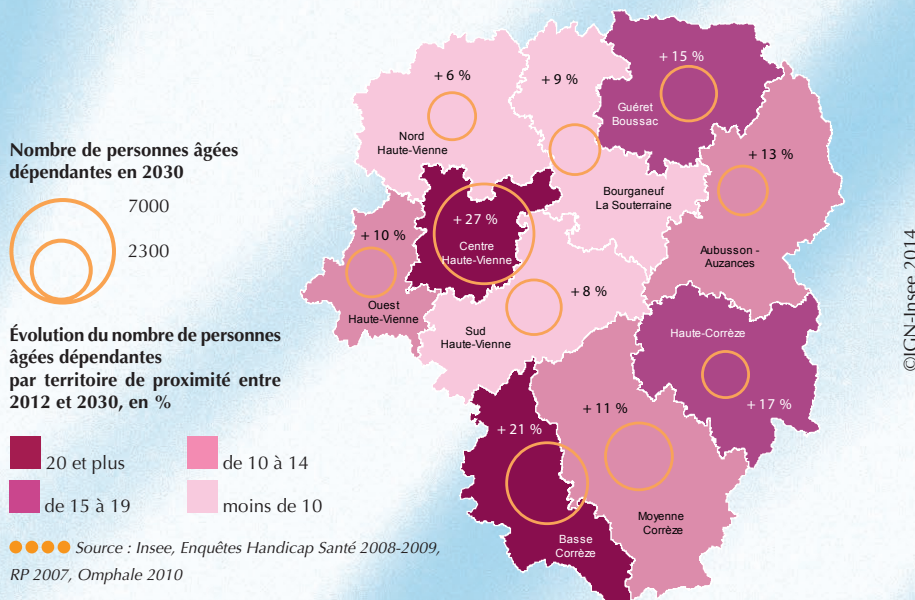 Nombre de personnes âgées
dépendantes en 2030
7000
2300
Évolution du nombre de personnes
âgées dépendantes
par territoire de proximité entre
2012 et 2030, en %
20 et plus
de 10 à 14
de 15 à 19
moins de 10
Source : Insee, Enquêtes Handicap Santé 2008-2009,
RP 2007, Omphale 2010
+ 6 %
Nord
Haute-Vienne
+ 9 %
Bourganeuf
La Souterraine
+ 15 %
Guéret
Boussac
+ 13 %
Aubusson -
Auzances
+ 27 %
Centre
Haute-Vienne
+ 10 %
Ouest
Haute-Vienne
+ 8 %
Sud
Haute-Vienne
Haute-Corrèze
+ 17 %
+ 11 %
Moyenne
Corrèze
+ 21 %
Basse
Corrèze
©IGN-Insee 2014